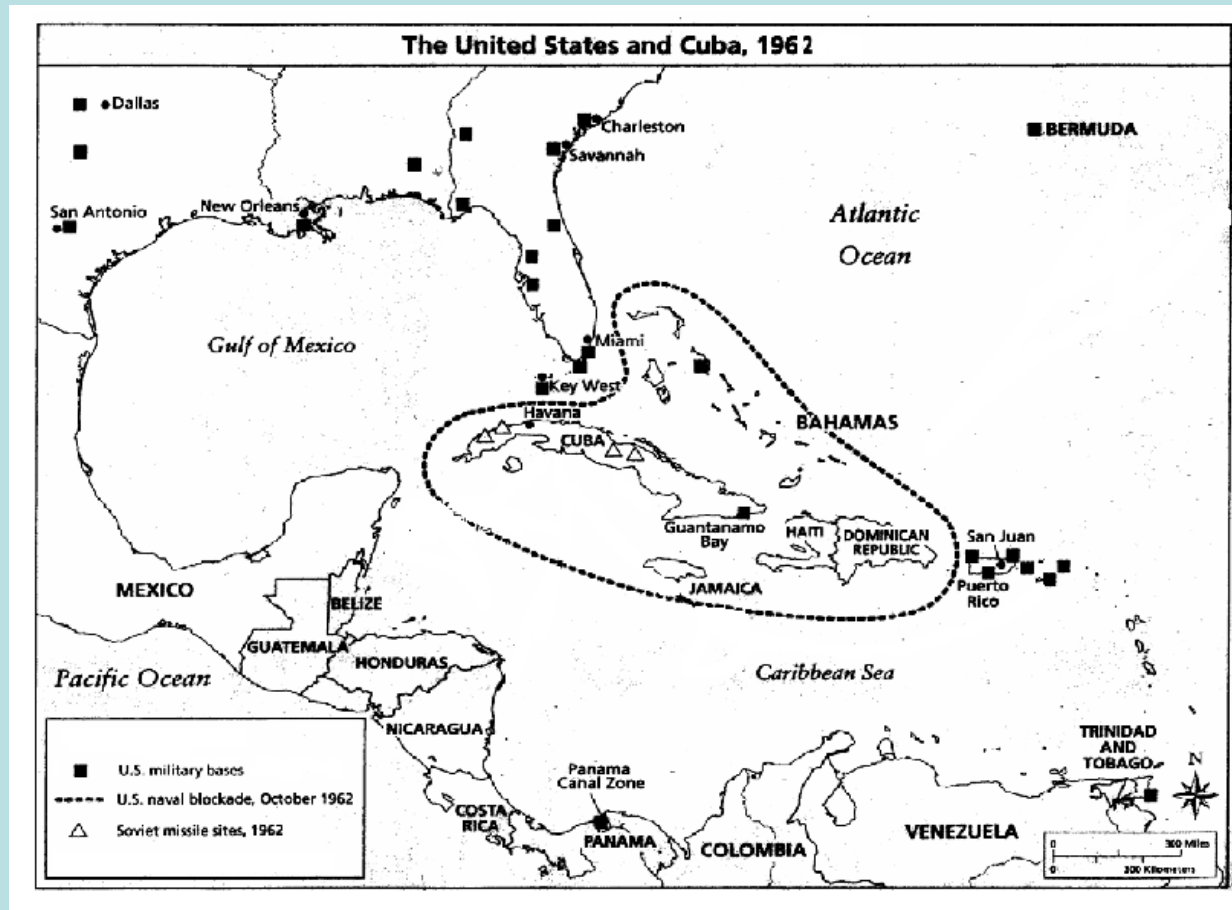 The United States and Cuba, 1962
Dallas
Charleston
BERMUDA
Savannah
San Antonio
New Orleans
Atlantic
Ocean
Gulf of Mexico
Miami
Key West
Havana
BAHAMAS
CUBA
Guantanamo
Bay
HAITI
DOMINICAN
REPUBLIC
San Juan
JAMAICA
Puerto
Rico
MEXICO
BELIZE
GUATEMALA
HONDURAS
Pacific Ocean
Caribbean Sea
NICARAGUA
TRINIDAD
AND
TOBAGO
N
Panama
Canal Zone
COSTA
RICA
PANAMA
COLOMBIA
VENEZUELA
U.S. military bases
U.S. naval blockade, October 1962
Soviet missile sites, 1962
0 300 Miles
0 300 Kilometers